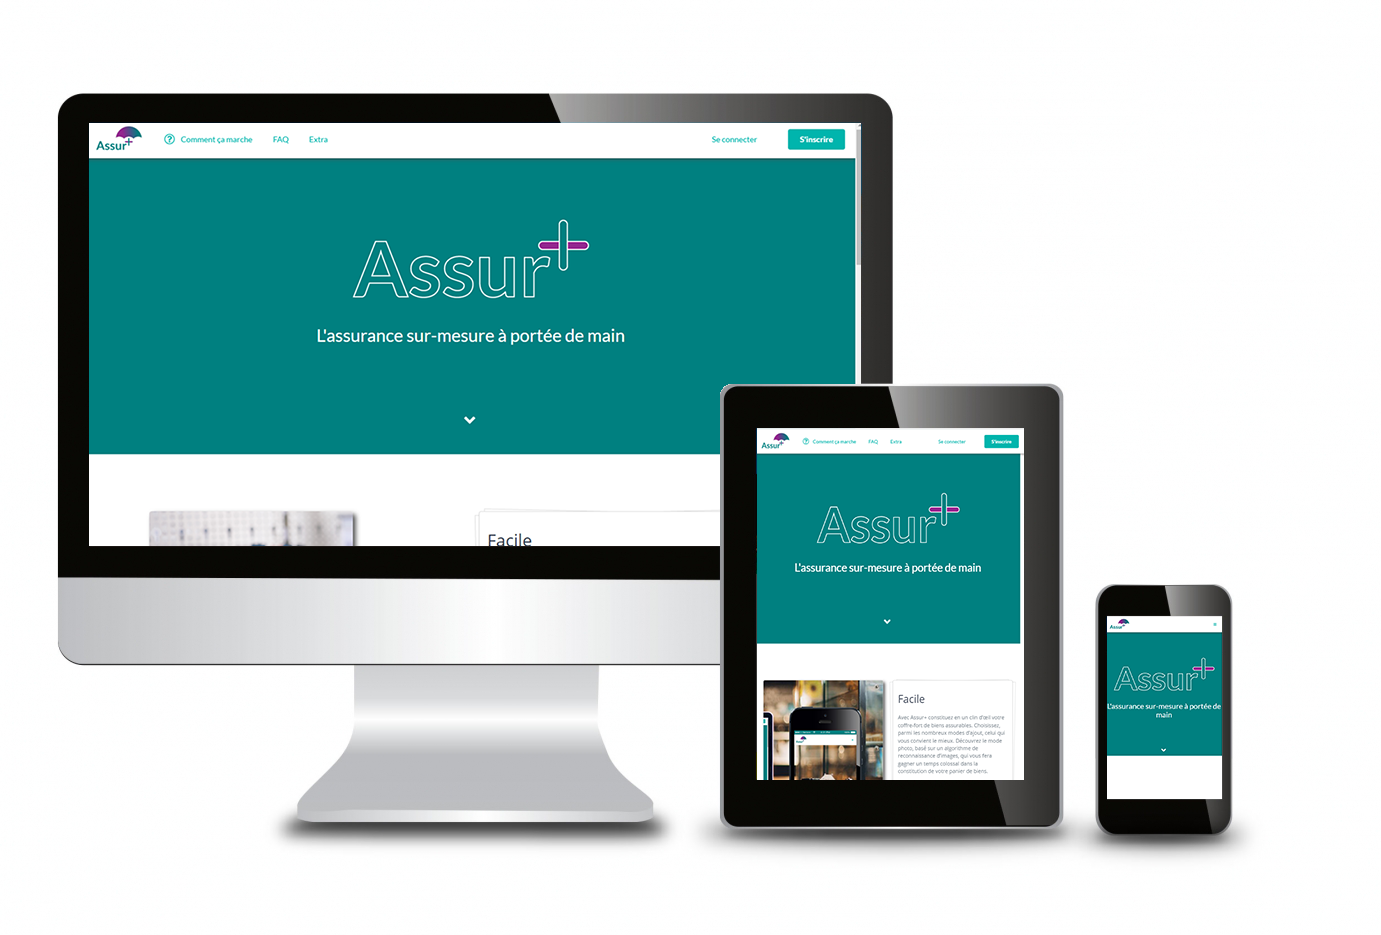 Assur+
Comment ça marche
FAQ
Extra
Se connecter
S'inscrire
Assur+
L'assurance sur-mesure à portée de main
Facile
Assur+
Comment ça marche
FAQ
Extra
Se connecter
S'inscrire
Assur+
L'assurance sur-mesure à portée de main
Facile
Avec Assur+ constituez en un clin d'œil votre
coffre-fort de biens assurables. Choisissez,
parmi les nombreux modes d'ajout, celui qui
vous convient le mieux. Découvrez le mode
photo, basé sur un algorithme de
reconnaissance d'images, qui vous fera
gagner un temps colossal dans la
constitution de votre panier de biens.
Assur+
Assur+
L'assurance sur-mesure à portée de
main